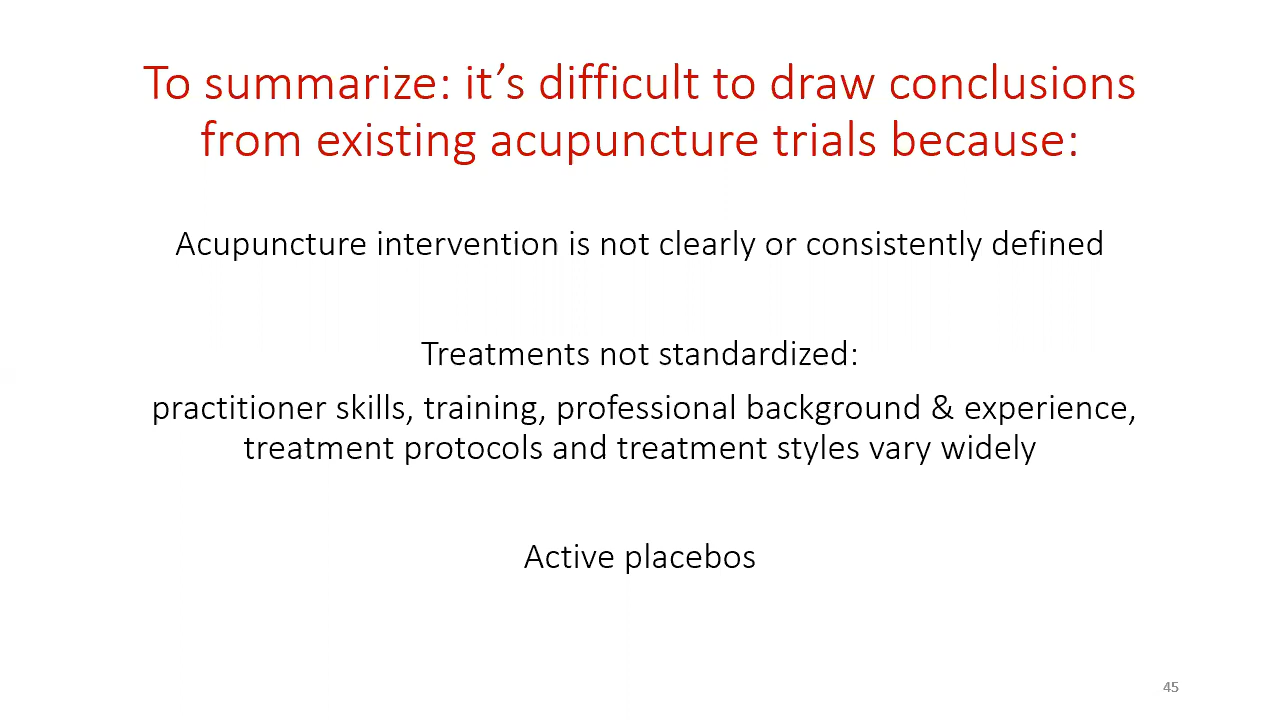 To summarize: it’s difficult to draw conclusions
from existing acupuncture trials because:
Acupuncture intervention is not clearly or consistently defined
Treatments not standardized:
practitioner skills, training, professional background & experience,
treatment protocols and treatment styles vary widely
Active placebos
45